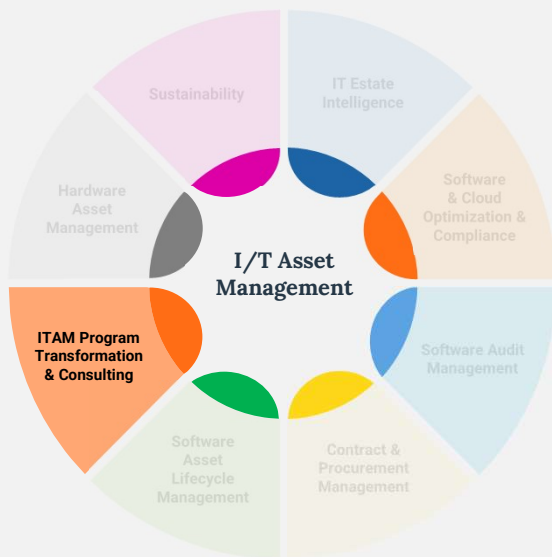 Sustainability
IT Estate
Intelligence
Hardware
Asset
Management
Software
& Cloud
Optimization &
Compliance
I/T Asset
Management
ITAM Program
Transformation
& Consulting
Software Audit
Management
Software
Asset
Lifecycle
Management
Contract &
Procurement
Management